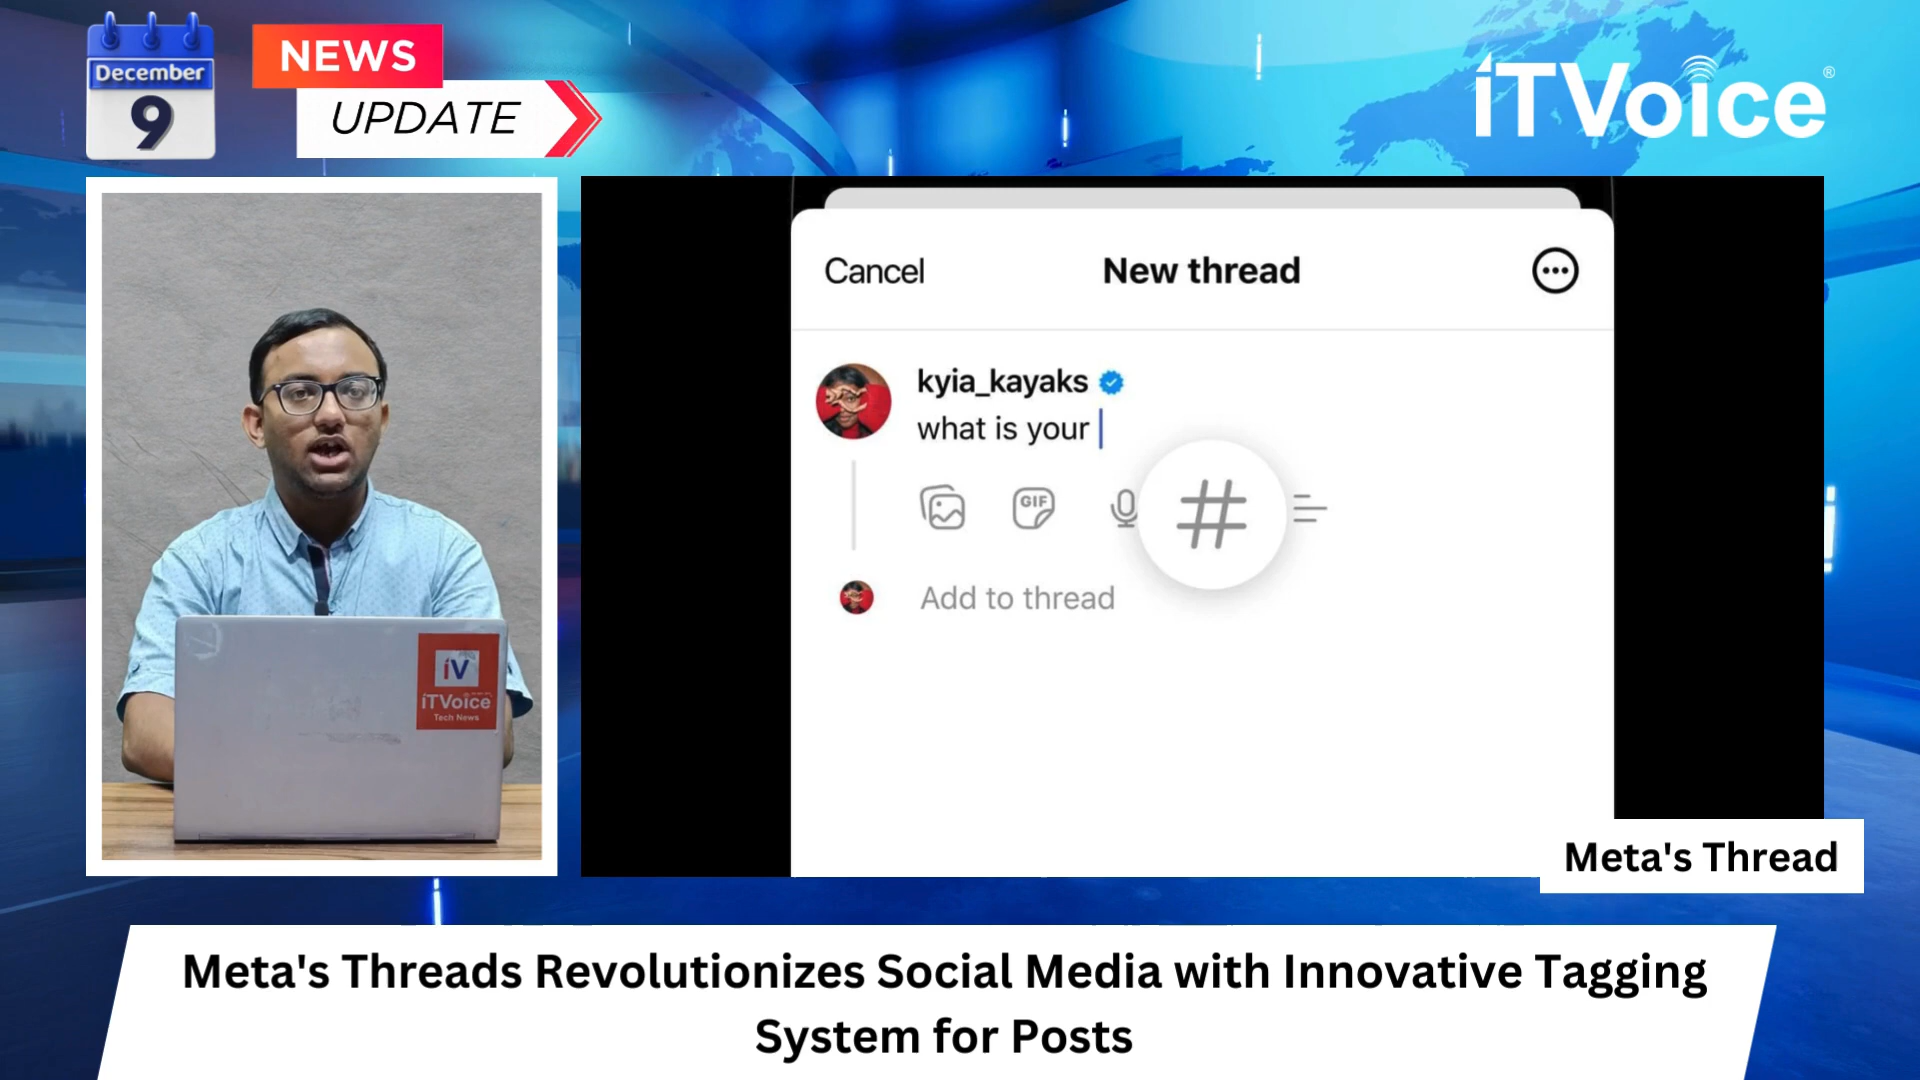 December
9
NEWS
UPDATE
iTVoice®
Cancel
New thread
kyia_kayaks
what is your
GIF
#
Add to thread
iV
iTVoice
Tech News
Meta's Thread
Meta's Threads Revolutionizes Social Media with Innovative Tagging
System for Posts